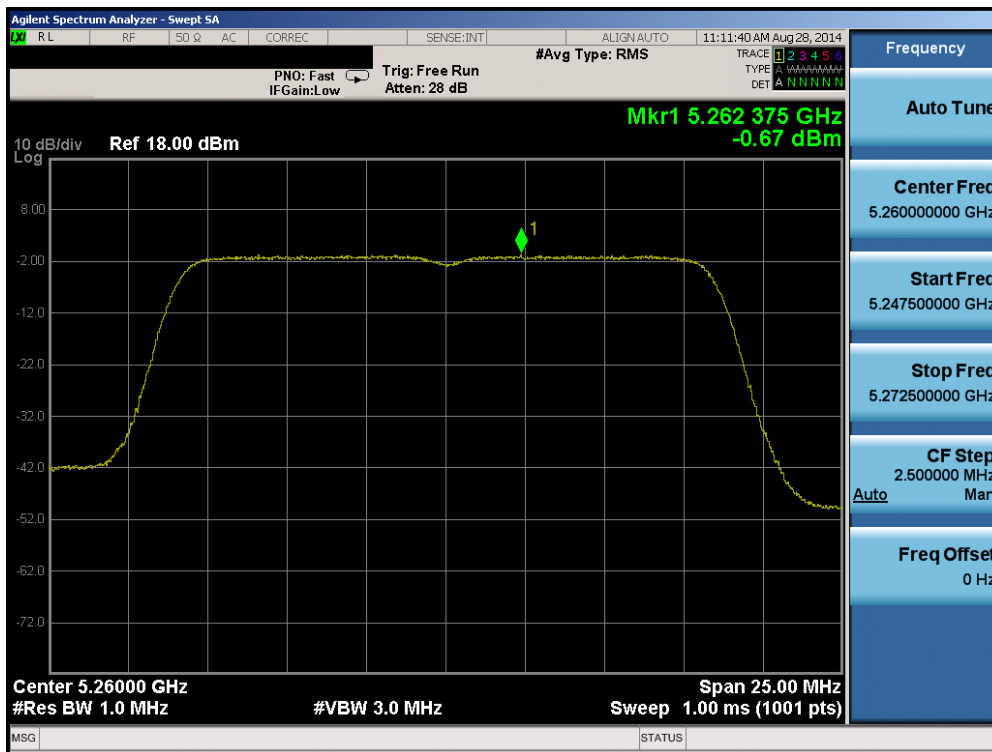 Agilent Spectrum Analyzer - Swept SA
LXI RL RF 50 Ω AC CORREC SENSE:INT ALIGNAUTO 11:11:40 AM Aug 28, 2014
#Avg Type: RMS TRACE 1 2 3 4 5 6
PNO: Fast Trig: Free Run TYPE A WWWWW
IFGain:Low Atten: 28 dB DET A N N N N N
Mkr1 5.262 375 GHz
-0.67 dBm
10 dB/div Ref 18.00 dBm
Log
1
8.00
-2.00
-12.0
-22.0
-32.0
-42.0
-52.0
-62.0
-72.0
Center 5.26000 GHz Span 25.00 MHz
#Res BW 1.0 MHz #VBW 3.0 MHz Sweep 1.00 ms (1001 pts)
MSG STATUS
Frequency
Auto Tune
Center Freq
5.260000000 GHz
Start Freq
5.247500000 GHz
Stop Freq
5.272500000 GHz
CF Step
2.500000 MHz
Auto Man
Freq Offset
0 Hz